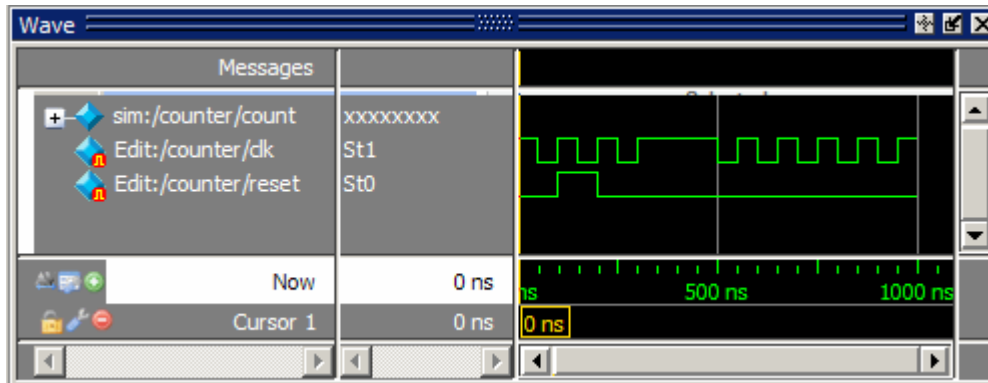 Wave
Messages
sim:/counter/count xxxxxxxx
Edit:/counter/clk St1
Edit:/counter/reset St0
Now 0 ns ns 500 ns 1000 ns
Cursor 1 0 ns 0 ns